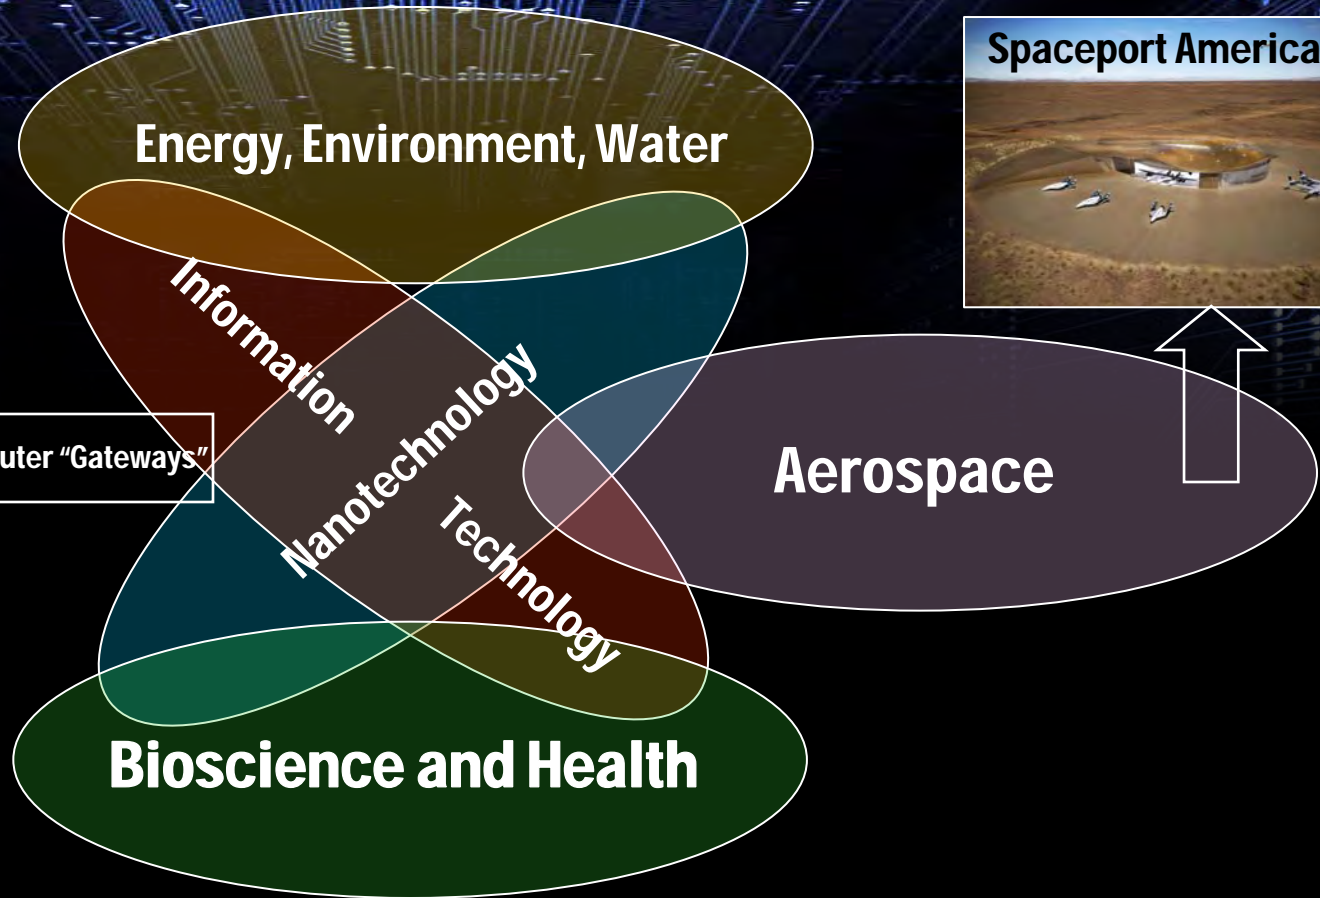 Spaceport America
Energy, Environment, Water
Information
Nanotechnology
Technology
Aerospace
uter “Gateways”
Bioscience and Health